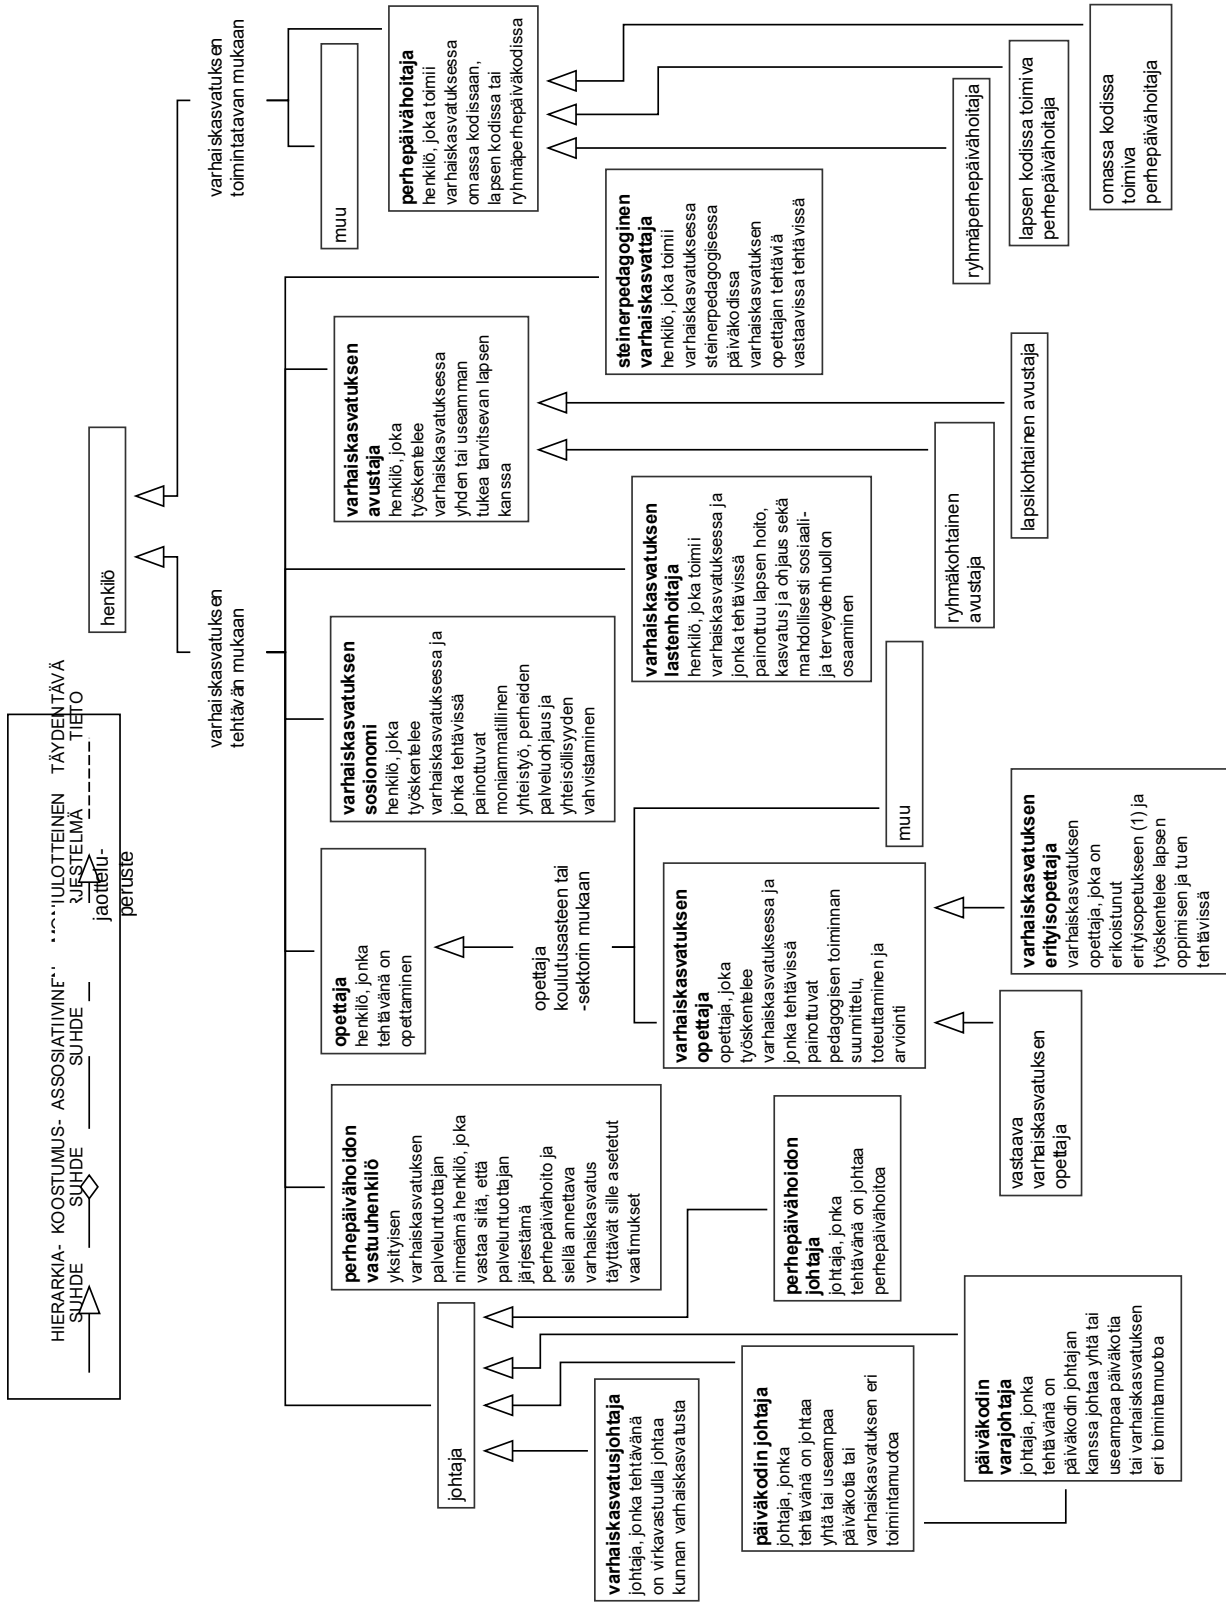 HIERARKIA-
SUHDE
KOOSTUMUS-
SUHDE
ASSOSIATIIVINEN
SUHDE
TÄYDENTÄVÄ
TIETO
jaottelu-
peruste
henkilö
varhaiskasvatuksen
tehtävän mukaan
varhaiskasvatuksen
toimintatavan mukaan
johtaja
varhaiskasvatusjohtaja
johtaja, jonka tehtävänä
on virkavastuulla johtaa
kunnan varhaiskasvatusta
päiväkodin johtaja
johtaja, jonka
tehtävänä on johtaa
yhtä tai useampaa
päiväkotia tai
varhaiskasvatuksen eri
toimintamuotoa
päiväkodin
varajohtaja
johtaja, jonka
tehtävänä on
päiväkodin johtajan
kanssa johtaa yhtä tai
useampaa päiväkotia
tai varhaiskasvatuksen
eri toimintamuotoa
perhepäivähoidon
johtaja
johtaja, jonka
tehtävänä on johtaa
perhepäivähoitoa
perhepäivähoidon
vastuuhenkilö
yksityisen
varhaiskasvatuksen
palveluntuottajan
nimeämä henkilö, joka
vastaa siitä, että
palveluntuottajan
järjestämä
perhepäivähoito ja
siellä annettava
varhaiskasvatus
täyttävät sille asetetut
vaatimukset
opettaja
henkilö, jonka
tehtävänä on
opettaminen
opettaja
koulutusasteen tai
-sektorin mukaan
varhaiskasvatuksen
opettaja
opettaja, joka
työskentelee
varhaiskasvatuksessa ja
jonka tehtävissä
painottuvat
pedagogisen toiminnan
suunnittelu,
toteuttaminen ja
arviointi
muu
vastaava
varhaiskasvatuksen
opettaja
varhaiskasvatuksen
erityisopettaja
varhaiskasvatuksen
opettaja, joka on
erikoistunut
erityisopetukseen (1) ja
työskentelee lapsen
oppimisen ja tuen
tehtävissä
varhaiskasvatuksen
sosionomi
henkilö, joka
työskentelee
varhaiskasvatuksessa ja
jonka tehtävissä
painottuvat
moniammatillinen
yhteistyö, perheiden
palveluohjaus ja
yhteisöllisyyden
vahvistaminen
varhaiskasvatuksen
lastenhoitaja
henkilö, joka toimii
varhaiskasvatuksessa ja
jonka tehtävissä
painottuu lapsen hoito,
kasvatus ja ohjaus sekä
mahdollisesti sosiaali-
ja terveydenhuollon
osaaminen
varhaiskasvatuksen
avustaja
henkilö, joka
työskentelee
varhaiskasvatuksessa
yhden tai useamman
tukea tarvitsevan lapsen
kanssa
ryhmäkohtainen
avustaja
lapsikohtainen avustaja
steinerpedagoginen
varhaiskasvattaja
henkilö, joka toimii
varhaiskasvatuksessa
steinerpedagogisessa
päiväkodissa
varhaiskasvatuksen
opettajan tehtäviä
vastaavissa tehtävissä
muu
perhepäivähoitaja
henkilö, joka toimii
varhaiskasvatuksessa
omassa kodissaan,
lapsen kodissa tai
ryhmäperhepäiväkodissa
ryhmäperhepäivähoitaja
lapsen kodissa toimiva
perhepäivähoitaja
omassa kodissa
toimiva
perhepäivähoitaja